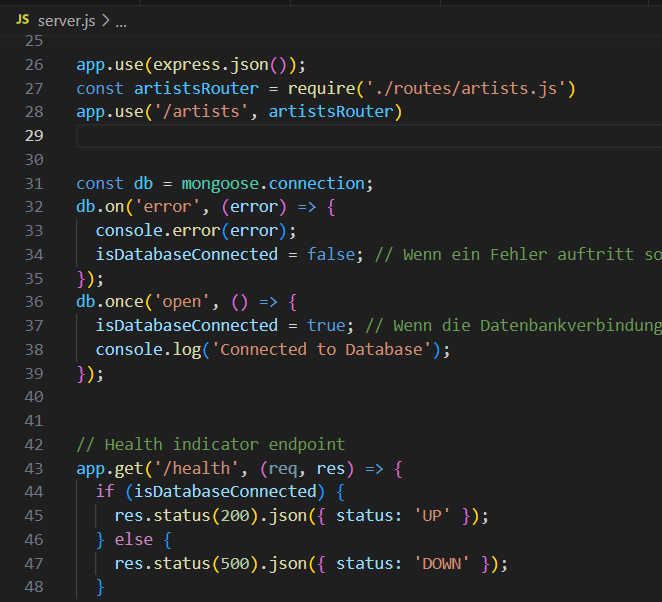 JS server.js > ...
25
26 app.use(express.json());
27 const artistsRouter = require('./routes/artists.js')
28 app.use('/artists', artistsRouter)
29
30
31 const db = mongoose.connection;
32 db.on('error', (error) => {
33   console.error(error);
34   isDatabaseConnected = false; // Wenn ein Fehler auftritt so
35 });
36 db.once('open', () => {
37   isDatabaseConnected = true; // Wenn die Datenbankverbindung
38   console.log('Connected to Database');
39 });
40
41
42 // Health indicator endpoint
43 app.get('/health', (req, res) => {
44   if (isDatabaseConnected) {
45     res.status(200).json({ status: 'UP' });
46   } else {
47     res.status(500).json({ status: 'DOWN' });
48   }